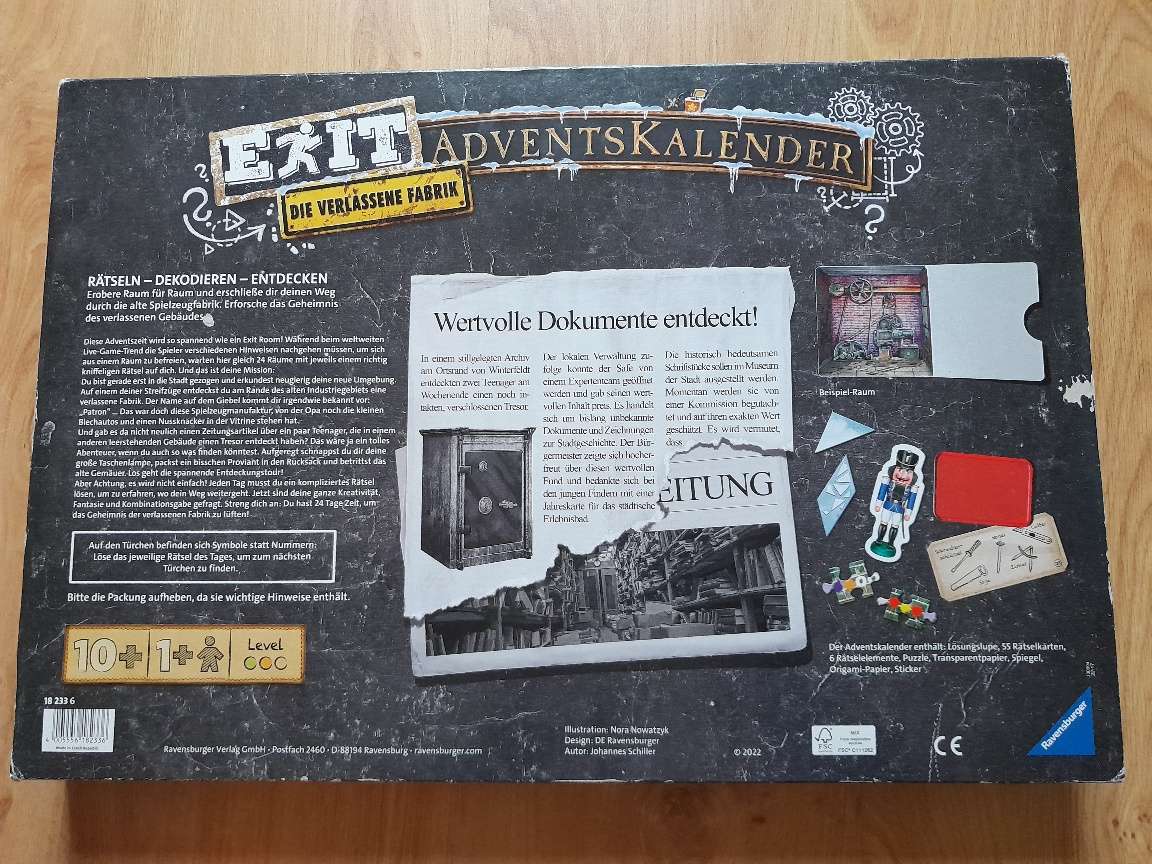 EXIT
ADVENTSKALENDER
DIE VERLASSENE FABRIK
RÄTSELN – DEKODIEREN – ENTDECKEN
Erobere Raum für Raum und erschließe dir deinen Weg
durch die alte Spielzeugfabrik. Erforsche das Geheimnis
des verlassenen Gebäudes.
Diese Adventszeit wird so spannend wie ein Exit Room! Während beim weltweiten
Live-Game-Trend die Spieler verschiedenen Hinweisen nachgehen müssen, um sich
aus einem Raum zu befreien, warten hier gleich 24 Räume mit jeweils einem richtig
kniffeligen Rätsel auf dich. Und das ist deine Mission:
Du bist gerade erst in die Stadt gezogen und erkundest neugierig deine neue Umgebung.
Auf einem deiner Streifzüge entdeckst du am Rande des alten Industriegebiets eine
verlassene Fabrik. Der Name auf dem Giebel kommt dir irgendwie bekannt vor:
„Patron“ ... Das war doch diese Spielzeugmanufaktur, von der Opa noch die kleinen
Blechautos und einen Nussknacker in der Vitrine stehen hat.
Und gab es da nicht neulich einen Zeitungsartikel über ein paar Teenager, die in einem
anderen leerstehenden Gebäude einen Tresor entdeckt haben? Das wäre ja ein tolles
Abenteuer, wenn du auch so was finden könntest. Aufgeregt schnappst du dir deine
große Taschenlampe, packst ein bisschen Proviant in den Rucksack und betrittst das
alte Gemäuer. Los geht die spannende Entdeckungstour!
Aber Achtung, es wird nicht einfach! Jeden Tag musst du ein kompliziertes Rätsel
lösen, um zu erfahren, wo dein Weg weitergeht. Jetzt sind deine ganze Kreativität,
Fantasie und Kombinationsgabe gefragt. Streng dich an: Du hast 24 Tage Zeit, um
das Geheimnis der verlassenen Fabrik zu lüften!
Auf den Türchen befinden sich Symbole statt Nummern:
Löse das jeweilige Rätsel des Tages, um zum nächsten
Türchen zu finden.
Bitte die Packung aufheben, da sie wichtige Hinweise enthält.
10+ 1+ Level
18 233 6
4 005556 182336
Made in Czech Republic
Wertvolle Dokumente entdeckt!
In einem stillgelegten Archiv
am Ortsrand von Winterfeldt
entdeckten zwei Teenager am
Wochenende einen noch in-
takten, verschlossenen Tresor.
Der lokalen Verwaltung zu-
folge konnte der Safe von
einem Expertenteam geöffnet
werden und gab seinen wert-
vollen Inhalt preis. Es handelt
sich um bislang unbekannte
Dokumente und Zeichnungen
zur Stadtgeschichte. Der Bür-
germeister zeigte sich hocher-
freut über diesen wertvollen
Fund und bedankte sich bei
den jungen Findern mit einer
Jahreskarte für das städtische
Erlebnisbad.
Die historisch bedeutsamen
Schriftstücke sollen im Museum
der Stadt ausgestellt werden.
Momentan werden sie von
einer Kommission begutach-
tet und auf ihren exakten Wert
geschätzt. Es wird vermutet,
dass
EITUNG
Beispiel-Raum
Der Adventskalender enthält: Lösungslupe, 55 Rätselkarten,
6 Rätselelemente, Puzzle, Transparentpapier, Spiegel,
Origami-Papier, Sticker
Ravensburger Verlag GmbH · Postfach 2460 · D-88194 Ravensburg · ravensburger.com
Illustration: Nora Nowatzyk
Design: DE Ravensburger
Autor: Johannes Schiller
© 2022
FSC
MIX
FSC® C111262
CE
Ravensburger